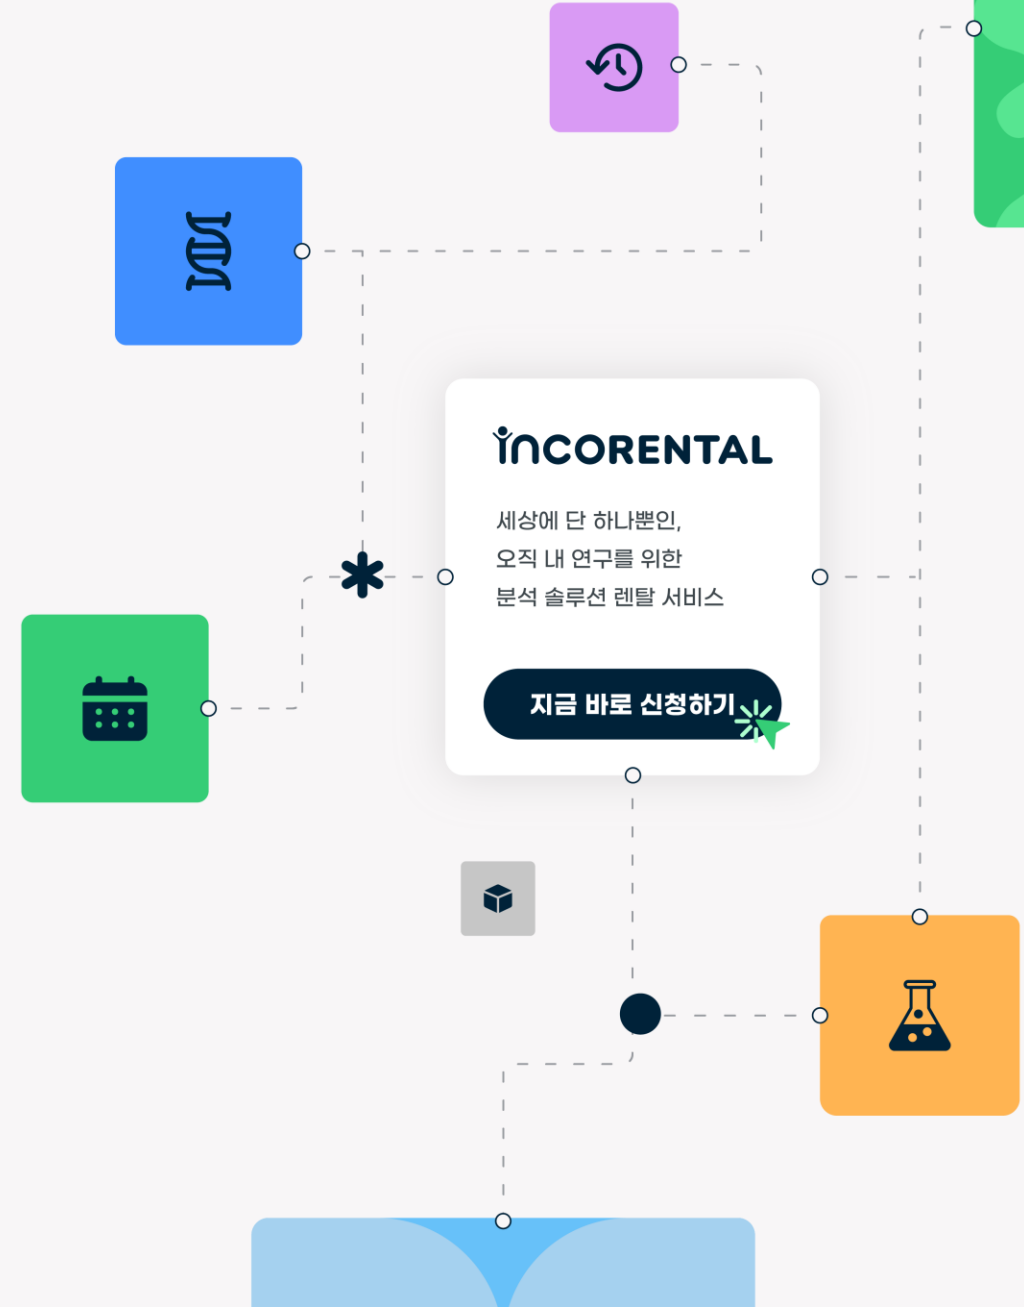 INCORENTAL
세상에 단 하나뿐인,
오직 내 연구를 위한
분석 솔루션 렌탈 서비스
지금 바로 신청하기